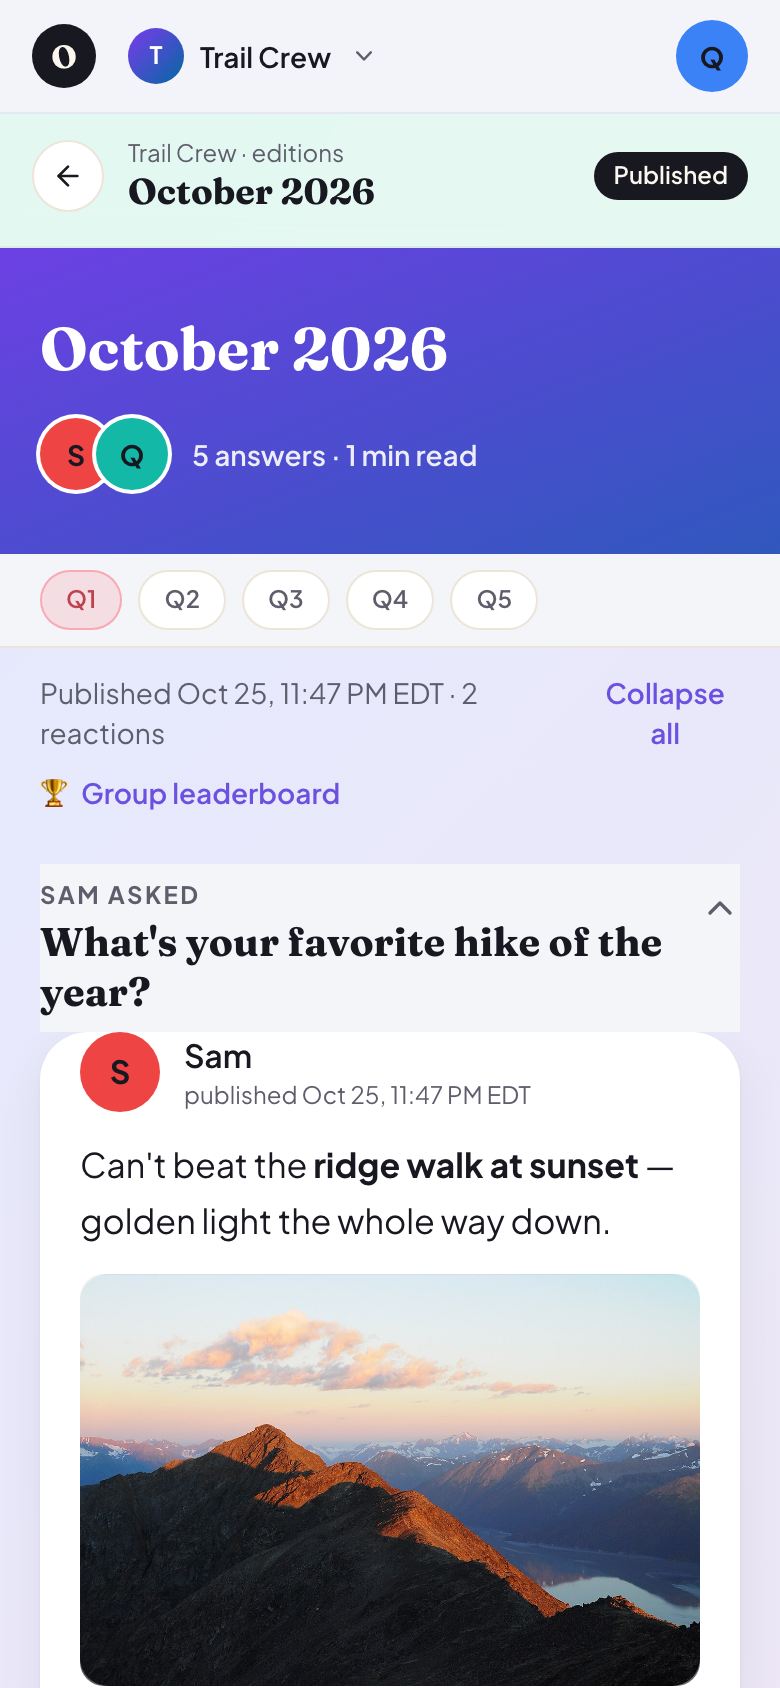 O
T
Trail Crew
Q
Trail Crew · editions
October 2026
Published
October 2026
S
Q
5 answers · 1 min read
Q1
Q2
Q3
Q4
Q5
Published Oct 25, 11:47 PM EDT · 2
reactions
Collapse
all
🏆 Group leaderboard
SAM ASKED
What's your favorite hike of the
year?
S
Sam
published Oct 25, 11:47 PM EDT
Can't beat the ridge walk at sunset —
golden light the whole way down.